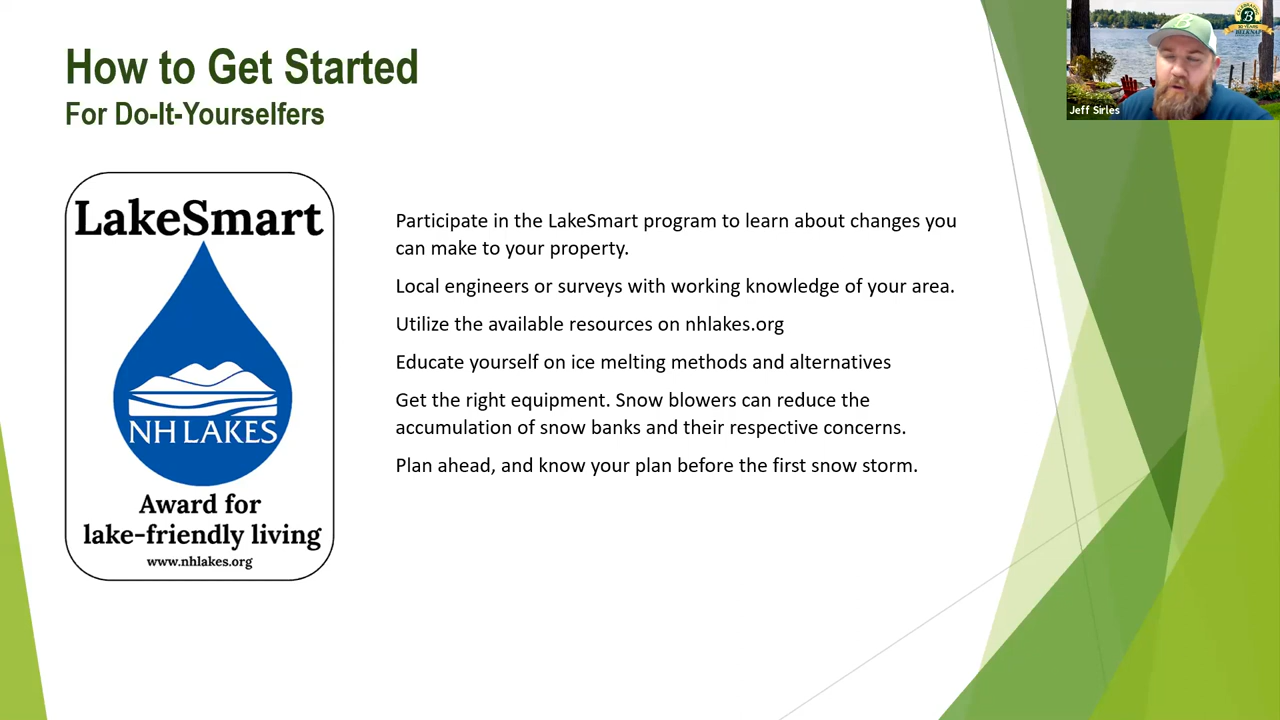 How to Get Started
For Do-It-Yourselfers
LakeSmart
NH LAKES
Award for
lake-friendly living
www.nhlakes.org
Participate in the LakeSmart program to learn about changes you
can make to your property.
Local engineers or surveys with working knowledge of your area.
Utilize the available resources on nhlakes.org
Educate yourself on ice melting methods and alternatives
Get the right equipment. Snow blowers can reduce the
accumulation of snow banks and their respective concerns.
Plan ahead, and know your plan before the first snow storm.
B
BELKNAP
Jeff Sirles